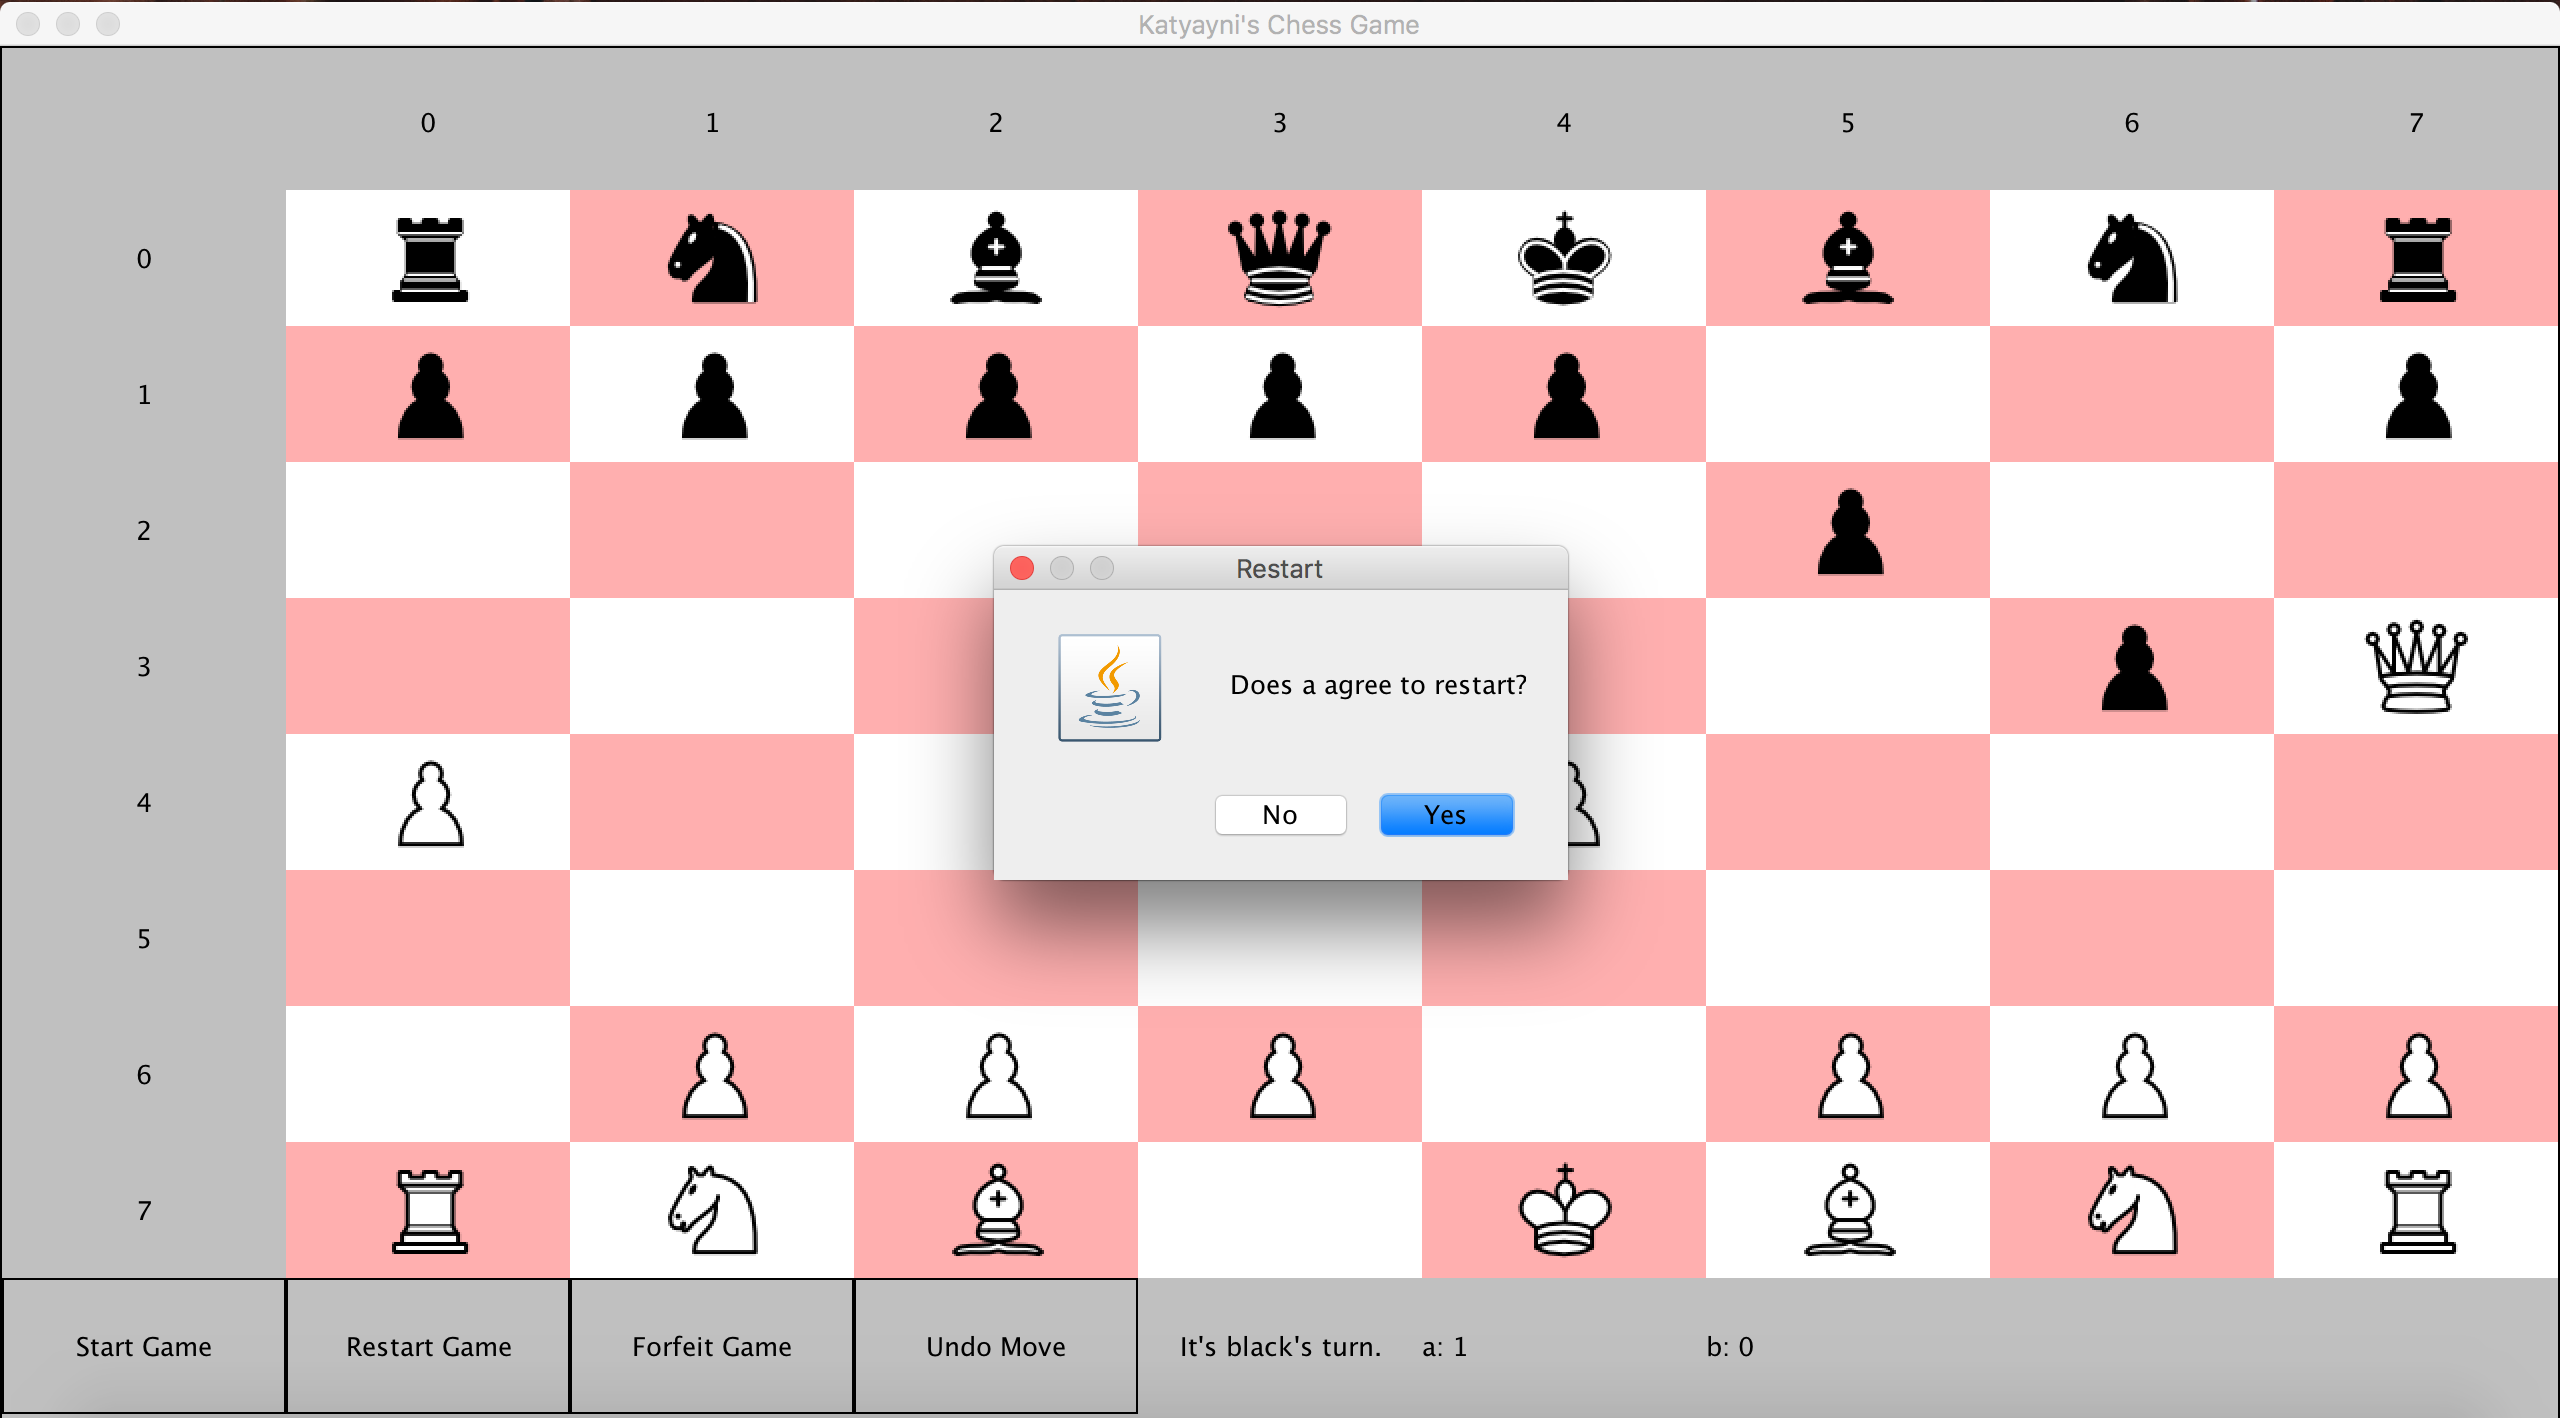 Katyayni's Chess Game
0 1 2 3 4 5 6 7
0
1
2
Restart
3
Does a agree to restart?
4
No Yes
5
6
7
Start Game Restart Game Forfeit Game Undo Move It's black's turn. a: 1 b: 0